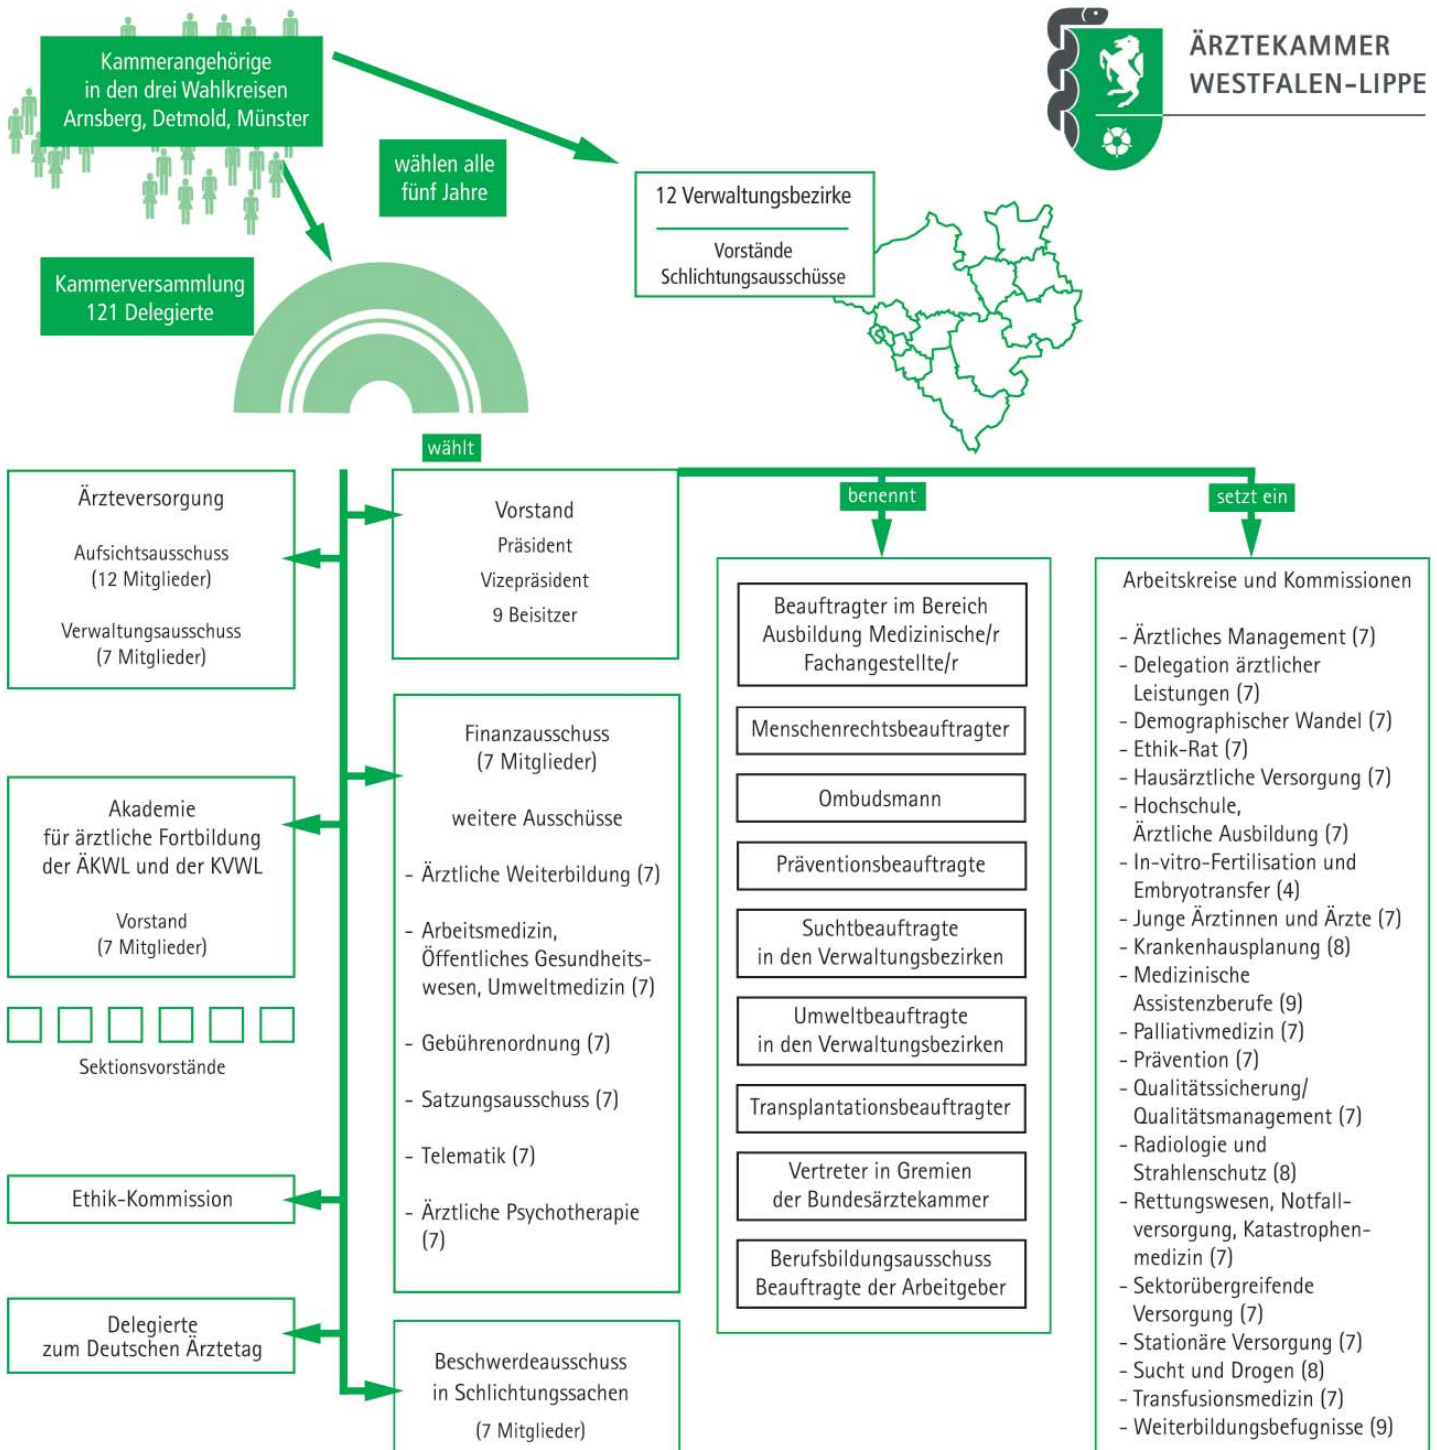 Kammerangehörige
in den drei Wahlkreisen
Arnsberg, Detmold, Münster
ÄRZTEKAMMER
WESTFALEN-LIPPE
wählen alle
fünf Jahre
12 Verwaltungsbezirke
Vorstände
Schlichtungsausschüsse
Kammerversammlung
121 Delegierte
wählt
Ärzteversorgung
Aufsichtsausschuss
(12 Mitglieder)
Verwaltungsausschuss
(7 Mitglieder)
Akademie
für ärztliche Fortbildung
der ÄKWL und der KVWL
Vorstand
(7 Mitglieder)
Sektionsvorstände
Ethik-Kommission
Delegierte
zum Deutschen Ärztetag
Vorstand
Präsident
Vizepräsident
9 Beisitzer
Finanzausschuss
(7 Mitglieder)
weitere Ausschüsse
- Ärztliche Weiterbildung (7)
- Arbeitsmedizin,
Öffentliches Gesundheits-
wesen, Umweltmedizin (7)
- Gebührenordnung (7)
- Satzungsausschuss (7)
- Telematik (7)
- Ärztliche Psychotherapie
(7)
Beschwerdeausschuss
in Schlichtungssachen
(7 Mitglieder)
benennt
Beauftragter im Bereich
Ausbildung Medizinische/r
Fachangestellte/r
Menschenrechtsbeauftragter
Ombudsmann
Präventionsbeauftragte
Suchtbeauftragte
in den Verwaltungsbezirken
Umweltbeauftragte
in den Verwaltungsbezirken
Transplantationsbeauftragter
Vertreter in Gremien
der Bundesärztekammer
Berufsbildungsausschuss
Beauftragte der Arbeitgeber
setzt ein
Arbeitskreise und Kommissionen
- Ärztliches Management (7)
- Delegation ärztlicher
Leistungen (7)
- Demographischer Wandel (7)
- Ethik-Rat (7)
- Hausärztliche Versorgung (7)
- Hochschule,
Ärztliche Ausbildung (7)
- In-vitro-Fertilisation und
Embryotransfer (4)
- Junge Ärztinnen und Ärzte (7)
- Krankenhausplanung (8)
- Medizinische
Assistenzberufe (9)
- Palliativmedizin (7)
- Prävention (7)
- Qualitätssicherung/
Qualitätsmanagement (7)
- Radiologie und
Strahlenschutz (8)
- Rettungswesen, Notfall-
versorgung, Katastrophen-
medizin (7)
- Sektorübergreifende
Versorgung (7)
- Stationäre Versorgung (7)
- Sucht und Drogen (8)
- Transfusionsmedizin (7)
- Weiterbildungsbefugnisse (9)